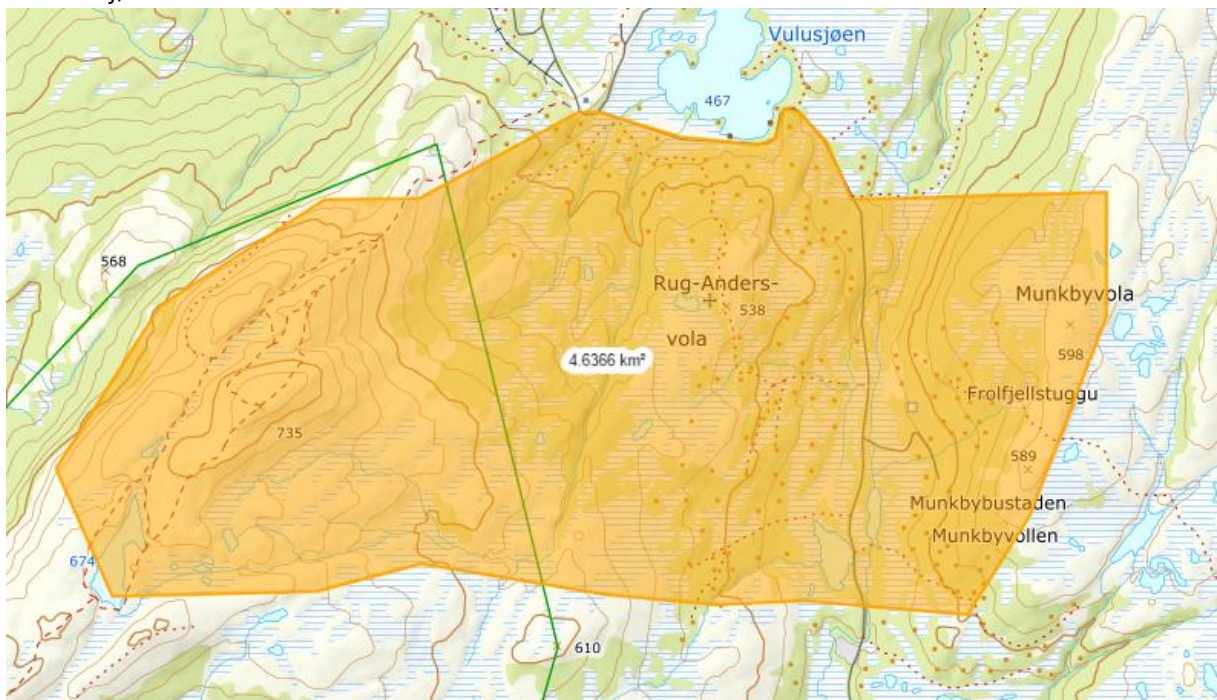 Vulusjøen
467
568
Rug-Anders-
538
vola
Munkbyvola
598
4.6366 km²
Frolfjellstuggu
735
589
Munkbybustaden
Munkbyvollen
674
610